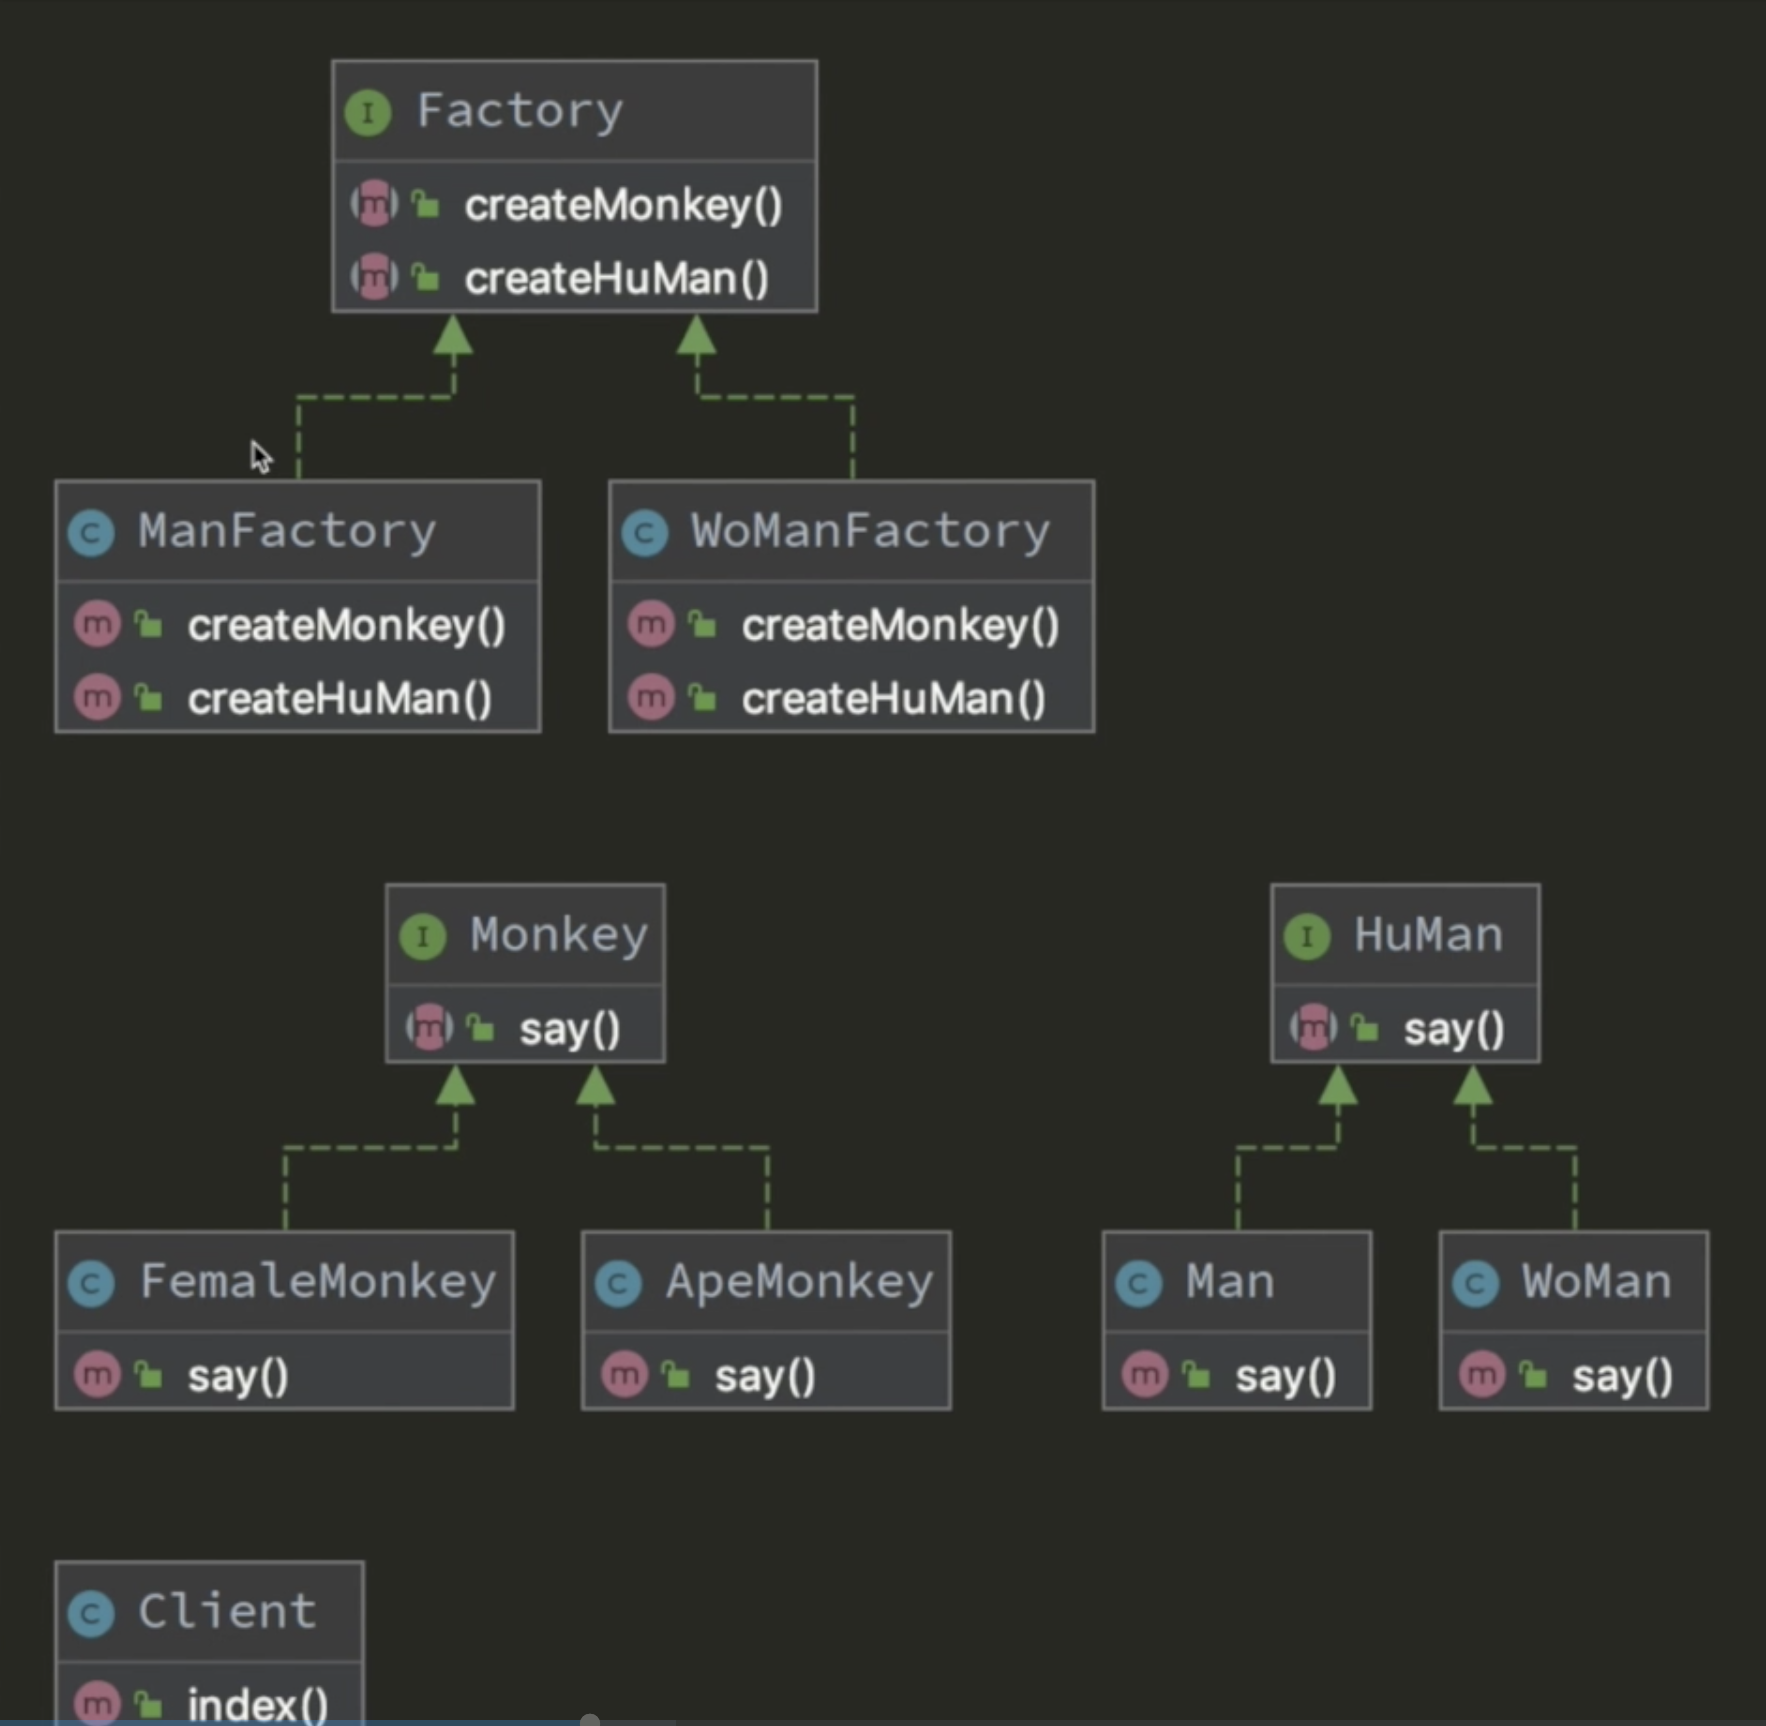 I Factory
m createMonkey()
m createHuMan()
C ManFactory
m createMonkey()
m createHuMan()
C WoManFactory
m createMonkey()
m createHuMan()
I Monkey
m say()
I HuMan
m say()
C FemaleMonkey
m say()
C ApeMonkey
m say()
C Man
m say()
C WoMan
m say()
C Client
m index()